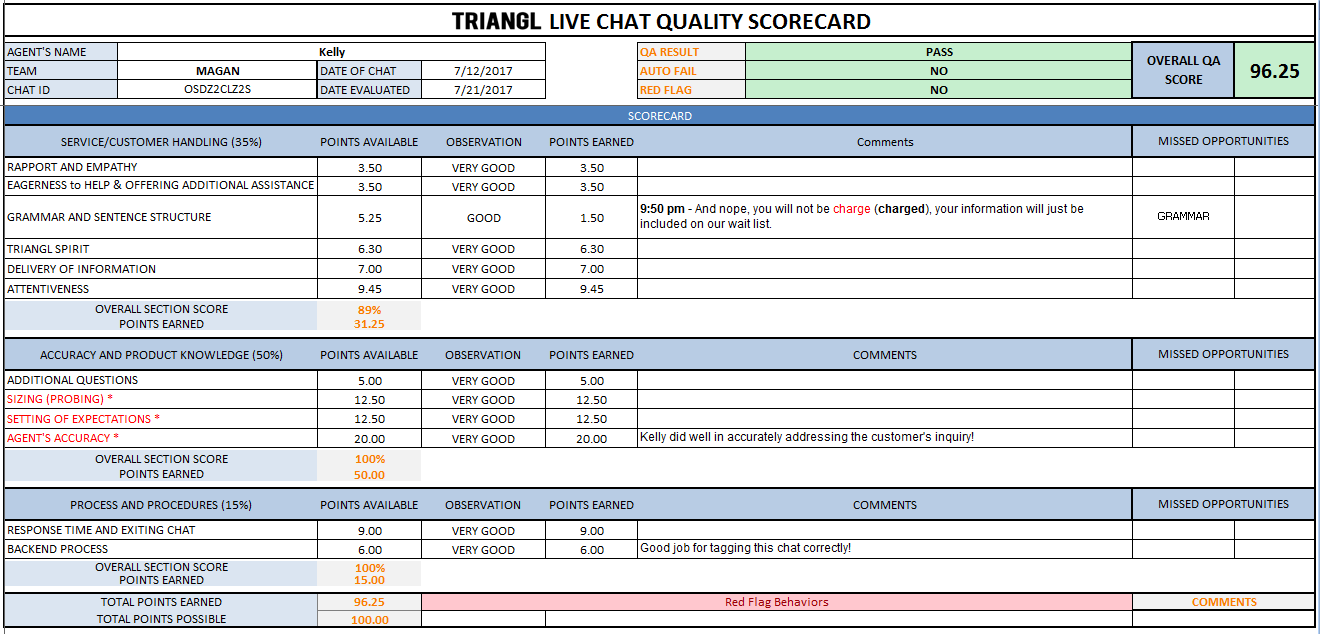 TRIANGL LIVE CHAT QUALITY SCORECARD
AGENT'S NAME Kelly QA RESULT PASS OVERALL QA SCORE 96.25
TEAM MAGAN DATE OF CHAT 7/12/2017 AUTO FAIL NO
CHAT ID OSDZ2CLZ2S DATE EVALUATED 7/21/2017 RED FLAG NO
SCORECARD
SERVICE/CUSTOMER HANDLING (35%) POINTS AVAILABLE OBSERVATION POINTS EARNED Comments MISSED OPPORTUNITIES
RAPPORT AND EMPATHY 3.50 VERY GOOD 3.50
EAGERNESS to HELP & OFFERING ADDITIONAL ASSISTANCE 3.50 VERY GOOD 3.50
GRAMMAR AND SENTENCE STRUCTURE 5.25 GOOD 1.50 9:50 pm - And nope, you will not be charge (charged), your information will just be
included on our wait list. GRAMMAR
TRIANGL SPIRIT 6.30 VERY GOOD 6.30
DELIVERY OF INFORMATION 7.00 VERY GOOD 7.00
ATTENTIVENESS 9.45 VERY GOOD 9.45
OVERALL SECTION SCORE 89%
POINTS EARNED 31.25
ACCURACY AND PRODUCT KNOWLEDGE (50%) POINTS AVAILABLE OBSERVATION POINTS EARNED COMMENTS MISSED OPPORTUNITIES
ADDITIONAL QUESTIONS 5.00 VERY GOOD 5.00
SIZING (PROBING) * 12.50 VERY GOOD 12.50
SETTING OF EXPECTATIONS * 12.50 VERY GOOD 12.50
AGENT'S ACCURACY * 20.00 VERY GOOD 20.00 Kelly did well in accurately addressing the customer's inquiry!
OVERALL SECTION SCORE 100%
POINTS EARNED 50.00
PROCESS AND PROCEDURES (15%) POINTS AVAILABLE OBSERVATION POINTS EARNED COMMENTS MISSED OPPORTUNITIES
RESPONSE TIME AND EXITING CHAT 9.00 VERY GOOD 9.00
BACKEND PROCESS 6.00 VERY GOOD 6.00 Good job for tagging this chat correctly!
OVERALL SECTION SCORE 100%
POINTS EARNED 15.00
TOTAL POINTS EARNED 96.25 Red Flag Behaviors COMMENTS
TOTAL POINTS POSSIBLE 100.00